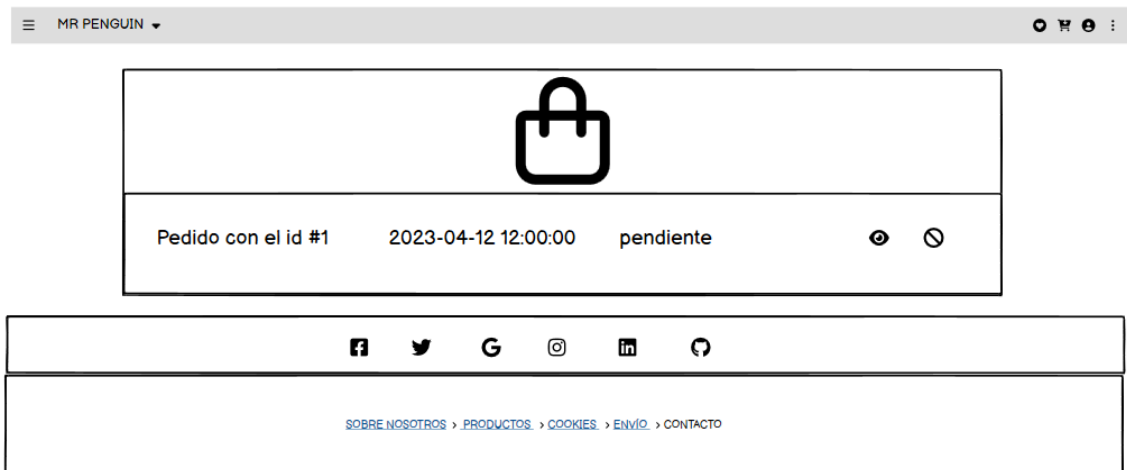 MR PENGUIN
Pedido con el id #1 2023-04-12 12:00:00 pendiente
SOBRE NOSOTROS > PRODUCTOS > COOKIES > ENVÍO > CONTACTO